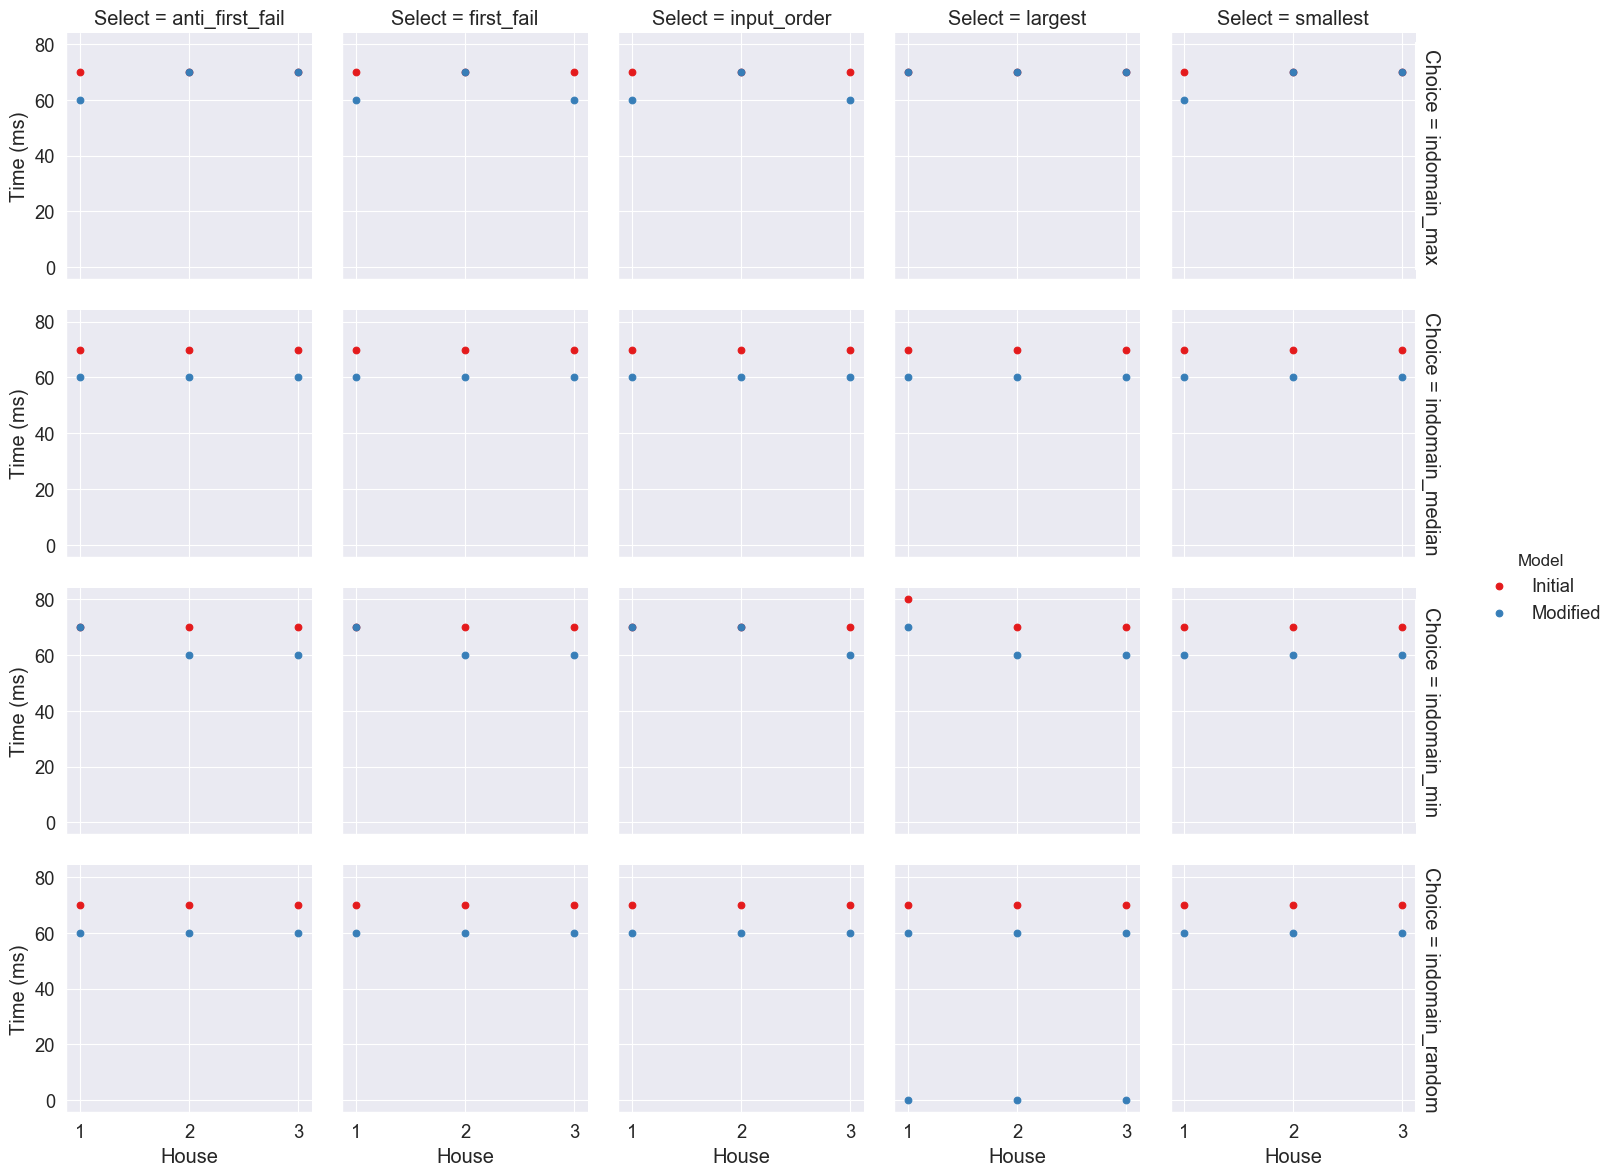 Select = anti_first_fail
Select = first_fail
Select = input_order
Select = largest
Select = smallest
80
60
40
20
0
Time (ms)
Choice = indomain_max
80
60
40
20
0
Time (ms)
Choice = indomain_median
Model
Initial
Modified
80
60
40
20
0
Time (ms)
Choice = indomain_min
80
60
40
20
0
Time (ms)
Choice = indomain_random
1 2 3
1 2 3
1 2 3
1 2 3
1 2 3
House
House
House
House
House